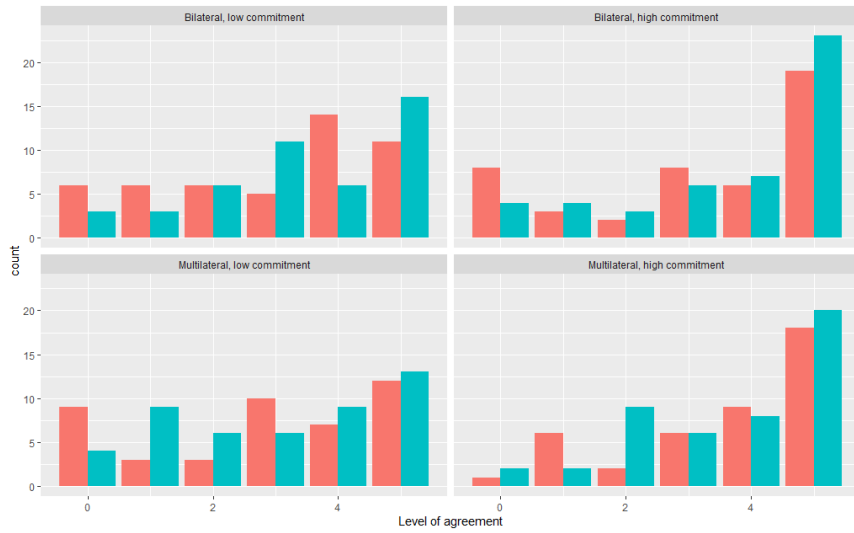 Bilateral, low commitment
Bilateral, high commitment
20
15
10
5
0
Multilateral, low commitment
Multilateral, high commitment
20
15
10
5
0
0
2
4
0
2
4
count
Level of agreement